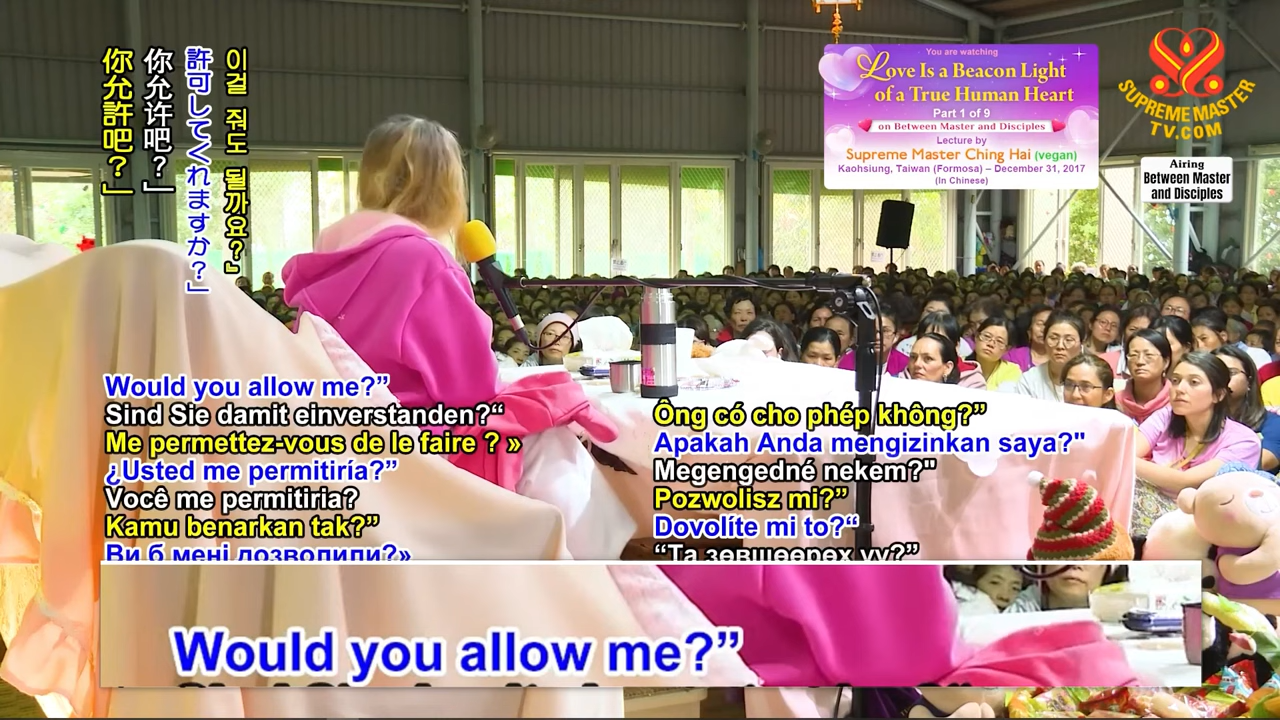 이걸 줘도 될까요?』
許可してくれますか？」
你允许吧？」
你允許吧？」
You are watching
Love Is a Beacon Light
of a True Human Heart
Part 1 of 9
on Between Master and Disciples
Lecture by
Supreme Master Ching Hai (vegan)
Kaohsiung, Taiwan (Formosa) – December 31, 2017
(In Chinese)
SUPREME MASTER
TV.COM
Airing
Between Master
and Disciples
Would you allow me?”
Sind Sie damit einverstanden?“
Me permettez-vous de le faire ? »
¿Usted me permitiría?”
Você me permitiria?
Kamu benarkan tak?”
Ви б мені дозволили?»
Ông có cho phép không?”
Apakah Anda mengizinkan saya?"
Megengedné nekem?"
Pozwolisz mi?”
Dovolíte mi to?“
“Та зөвшөөрөх үү?”
Would you allow me?”